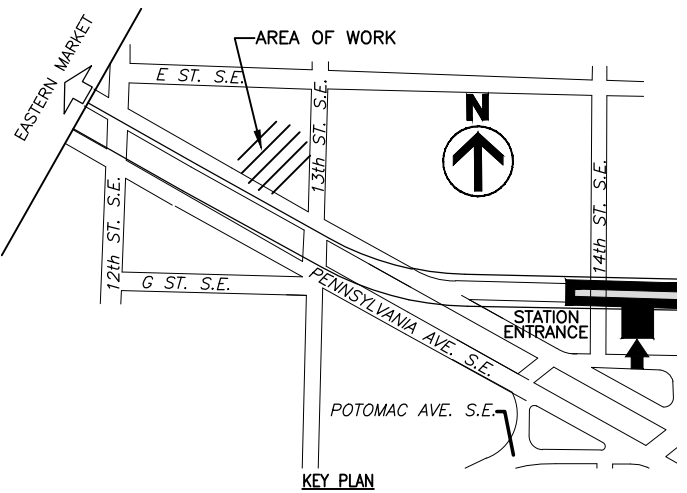 EASTERN MARKET
AREA OF WORK
E ST. S.E.
N
13th ST. S.E.
12th ST. S.E.
14th ST. S.E.
G ST. S.E.
PENNSYLVANIA AVE. S.E.
STATION
ENTRANCE
POTOMAC AVE. S.E.
KEY PLAN